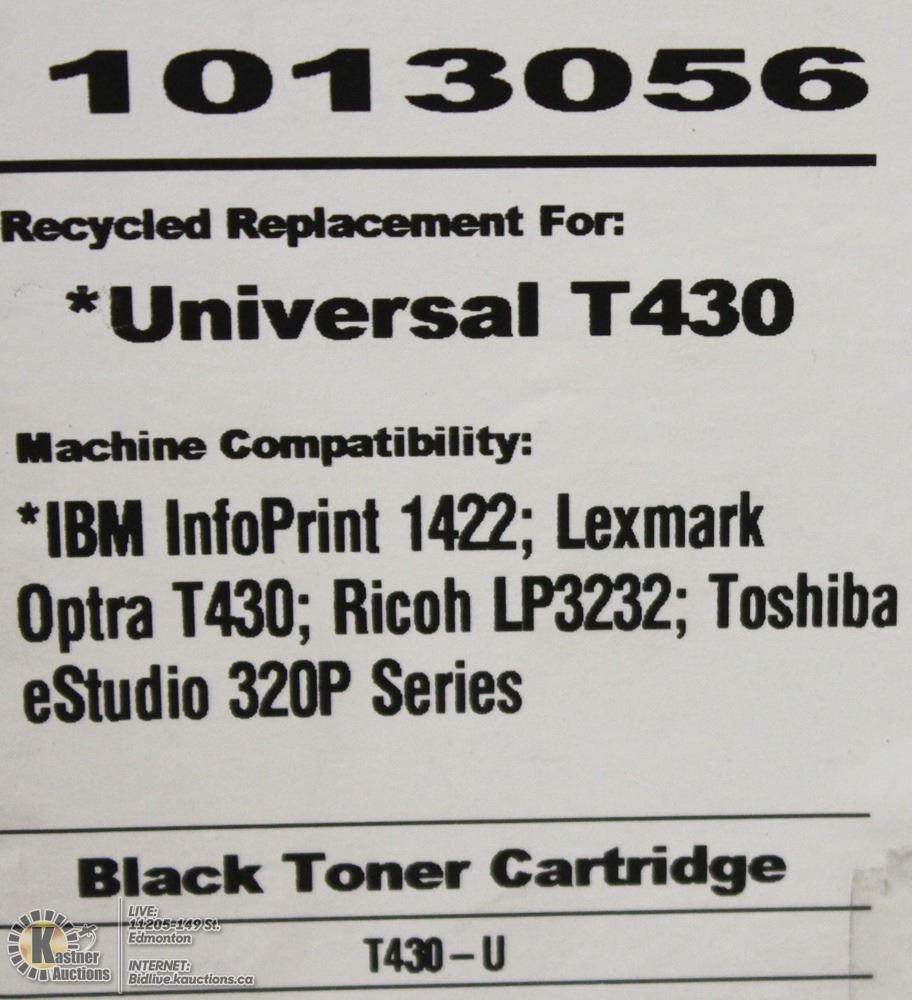 1013056
Recycled Replacement For:
*Universal T430
Machine Compatibility:
*IBM InfoPrint 1422; Lexmark
Optra T430; Ricoh LP3232; Toshiba
eStudio 320P Series
Black Toner Cartridge
T430-U
Kastner
Auctions
LIVE:
11205-149 St.
Edmonton
INTERNET:
Bidlive.kauctions.ca